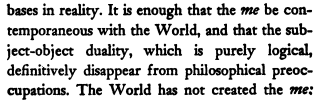 bases in reality. It is enough that the me be con-
temporaneous with the World, and that the sub-
ject-object duality, which is purely logical,
definitively disappear from philosophical preoc-
cupations. The World has not created the me: